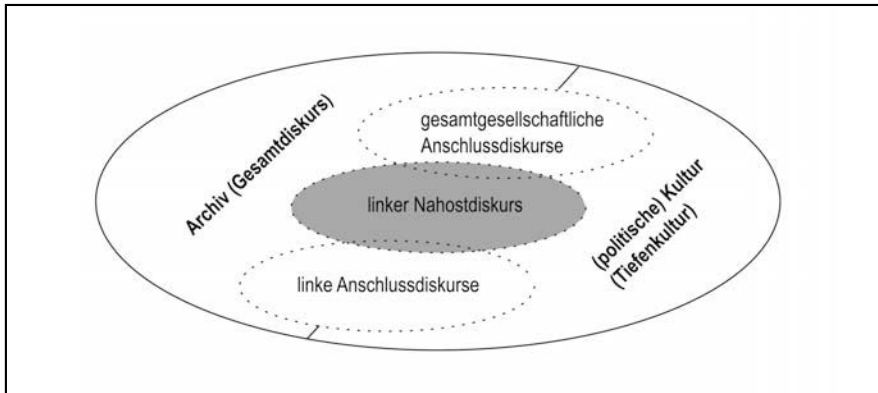 Archiv (Gesamtdiskurs)
gesamtgesellschaftliche
Anschlussdiskurse
linker Nahostdiskurs
linke Anschlussdiskurse
(politische) Kultur
(Tiefenkultur)